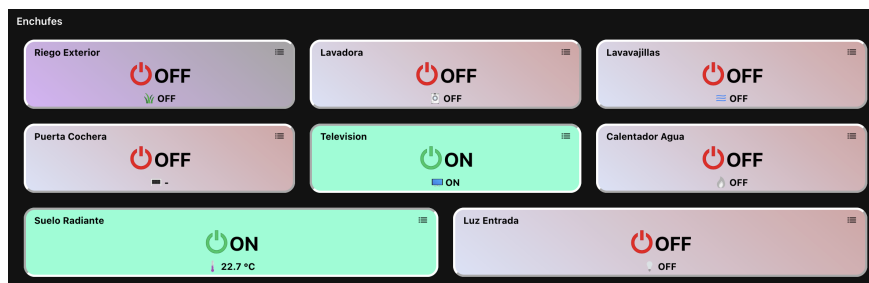 Enchufes
Riego Exterior
OFF
OFF
Lavadora
OFF
OFF
Lavavajillas
OFF
OFF
Puerta Cochera
OFF
-
Television
ON
ON
Calentador Agua
OFF
OFF
Suelo Radiante
ON
22.7 °C
Luz Entrada
OFF
OFF